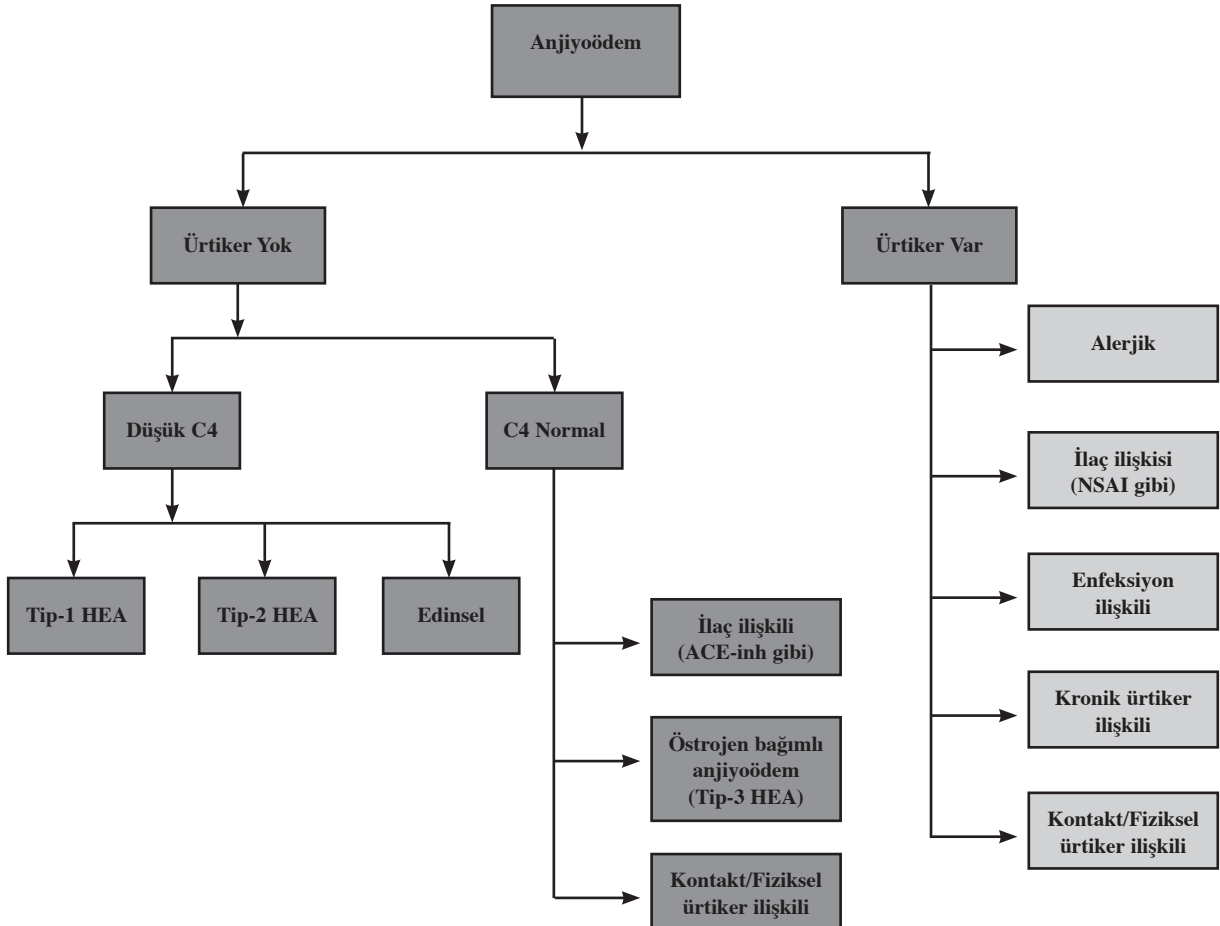 Anjiyoödem
Ürtiker Yok
Ürtiker Var
Düşük C4
C4 Normal
Tip-1 HEA
Tip-2 HEA
Edinsel
İlaç ilişkili
(ACE-inh gibi)
Östrojen bağımlı
anjiyoödem
(Tip-3 HEA)
Kontakt/Fiziksel
ürtiker ilişkili
Alerjik
İlaç ilişkisi
(NSAI gibi)
Enfeksiyon
ilişkili
Kronik ürtiker
ilişkili
Kontakt/Fiziksel
ürtiker ilişkili